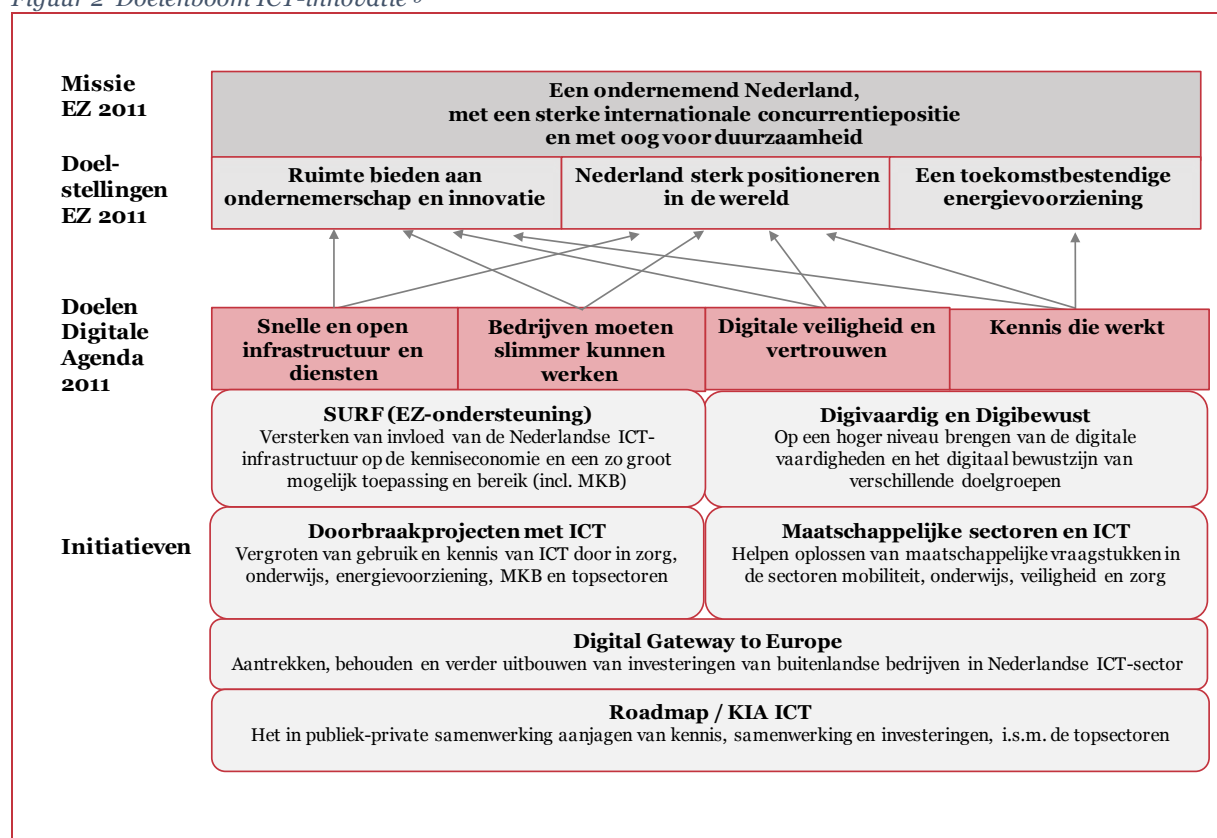 Figuur 2 Doelenboom ICT-innovatie
Missie
EZ 2011
Een ondernemend Nederland,
met een sterke internationale concurrentiepositie
en met oog voor duurzaamheid
Doel-
stellingen
EZ 2011
Ruimte bieden aan
ondernemerschap en innovatie
Nederland sterk positioneren
in de wereld
Een toekomstbestendige
energievoorziening
Doelen
Digitale
Agenda
2011
Snelle en open
infrastructuur en
diensten
Bedrijven moeten
slimmer kunnen
werken
Digitale veiligheid en
vertrouwen
Kennis die werkt
Initiatieven
SURF (EZ-ondersteuning)
Versterken van invloed van de Nederlandse ICT-
infrastructuur op de kenniseconomie en een zo groot
mogelijk toepassing en bereik (incl. MKB)
Digivaardig en Digibewust
Op een hoger niveau brengen van de digitale
vaardigheden en het digitaal bewustzijn van
verschillende doelgroepen
Doorbraakprojecten met ICT
Vergroten van gebruik en kennis van ICT door in zorg,
onderwijs, energievoorziening, MKB en topsectoren
Maatschappelijke sectoren en ICT
Helpen oplossen van maatschappelijke vraagstukken in
de sectoren mobiliteit, onderwijs, veiligheid en zorg
Digital Gateway to Europe
Aantrekken, behouden en verder uitbouwen van investeringen van buitenlandse bedrijven in Nederlandse ICT-sector
Roadmap / KIA ICT
Het in publiek-private samenwerking aanjagen van kennis, samenwerking en investeringen, i.s.m. de topsectoren